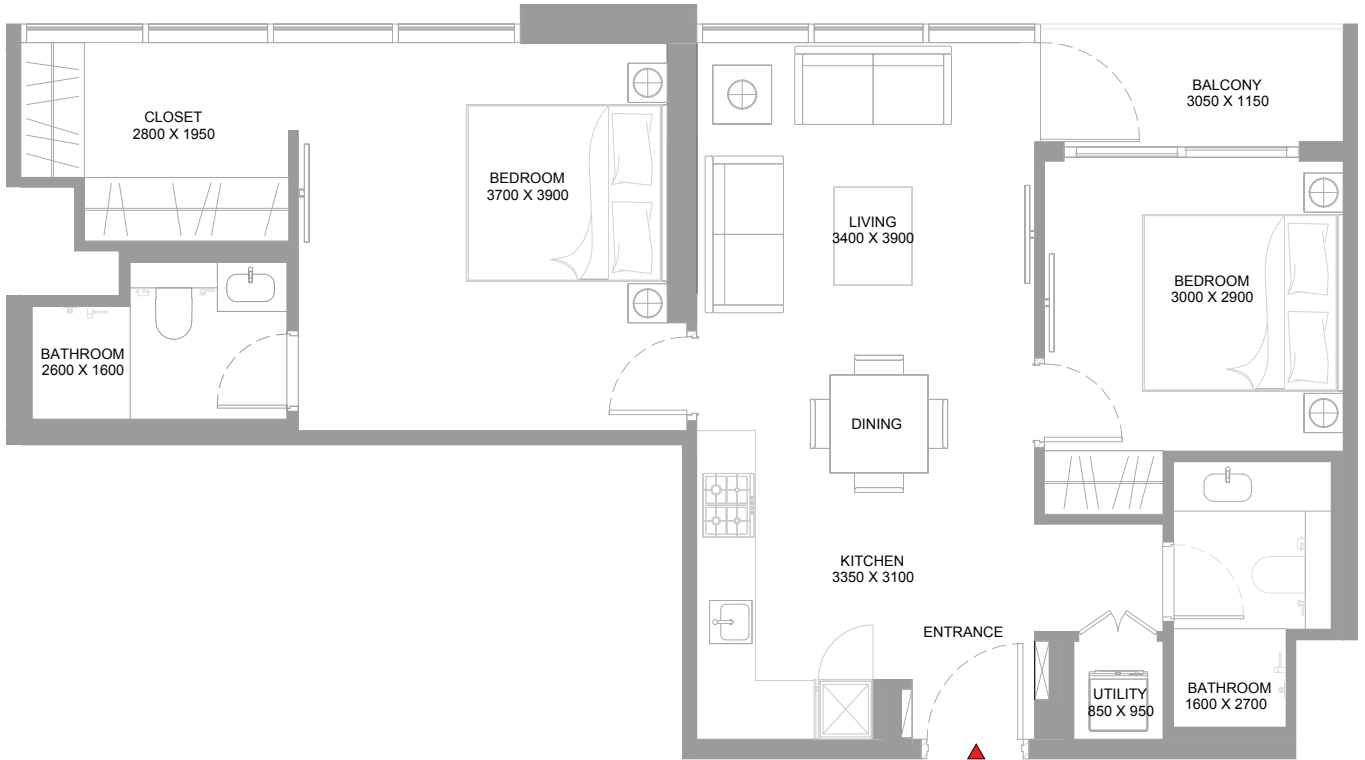 BALCONY
3050 X 1150
CLOSET
2800 X 1950
BEDROOM
3700 X 3900
LIVING
3400 X 3900
BEDROOM
3000 X 2900
BATHROOM
2600 X 1600
DINING
KITCHEN
3350 X 3100
ENTRANCE
UTILITY
850 X 950
BATHROOM
1600 X 2700